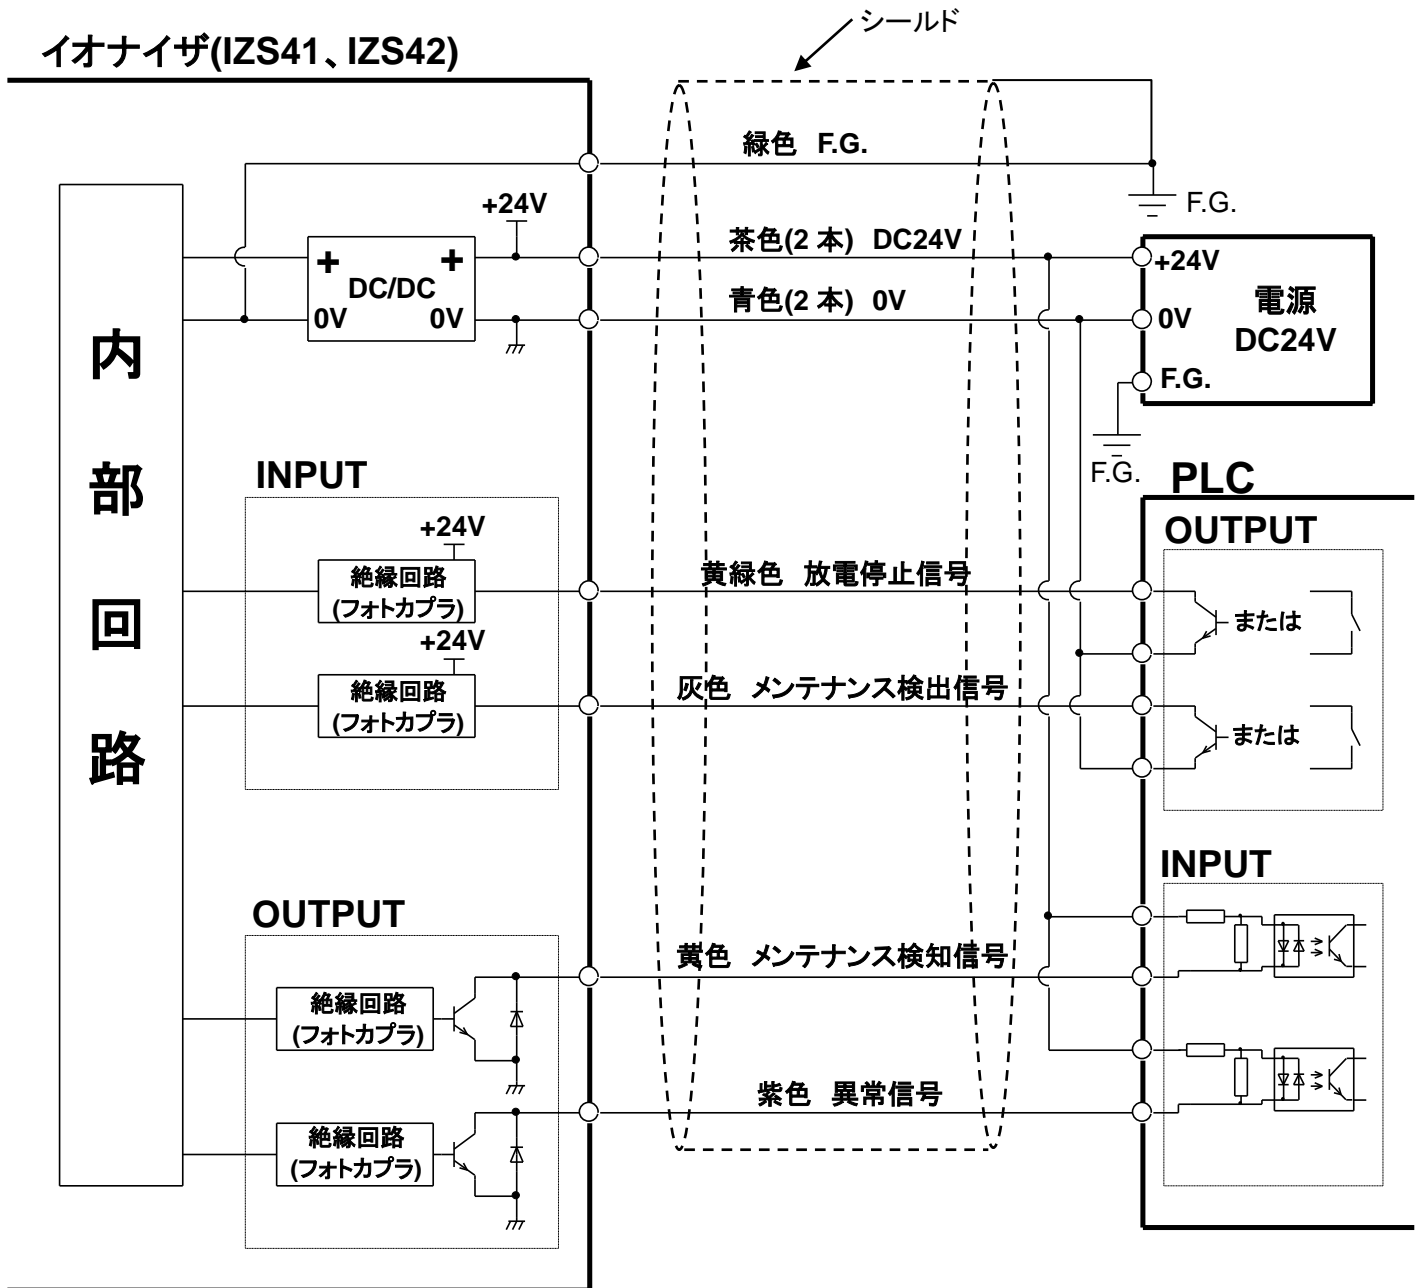 シールド
イオナイザ(IZS41、IZS42)
緑色 F.G.
F.G.
+24V
茶色(2 本) DC24V
+ +
DC/DC
0V 0V
青色(2 本) 0V
+24V
0V
F.G.
電源
DC24V
F.G.
内部回路
INPUT
+24V
絶縁回路
(フォトカプラ)
+24V
絶縁回路
(フォトカプラ)
黄緑色 放電停止信号
灰色 メンテナンス検出信号
PLC
OUTPUT
または
または
INPUT
OUTPUT
絶縁回路
(フォトカプラ)
絶縁回路
(フォトカプラ)
黄色 メンテナンス検知信号
紫色 異常信号